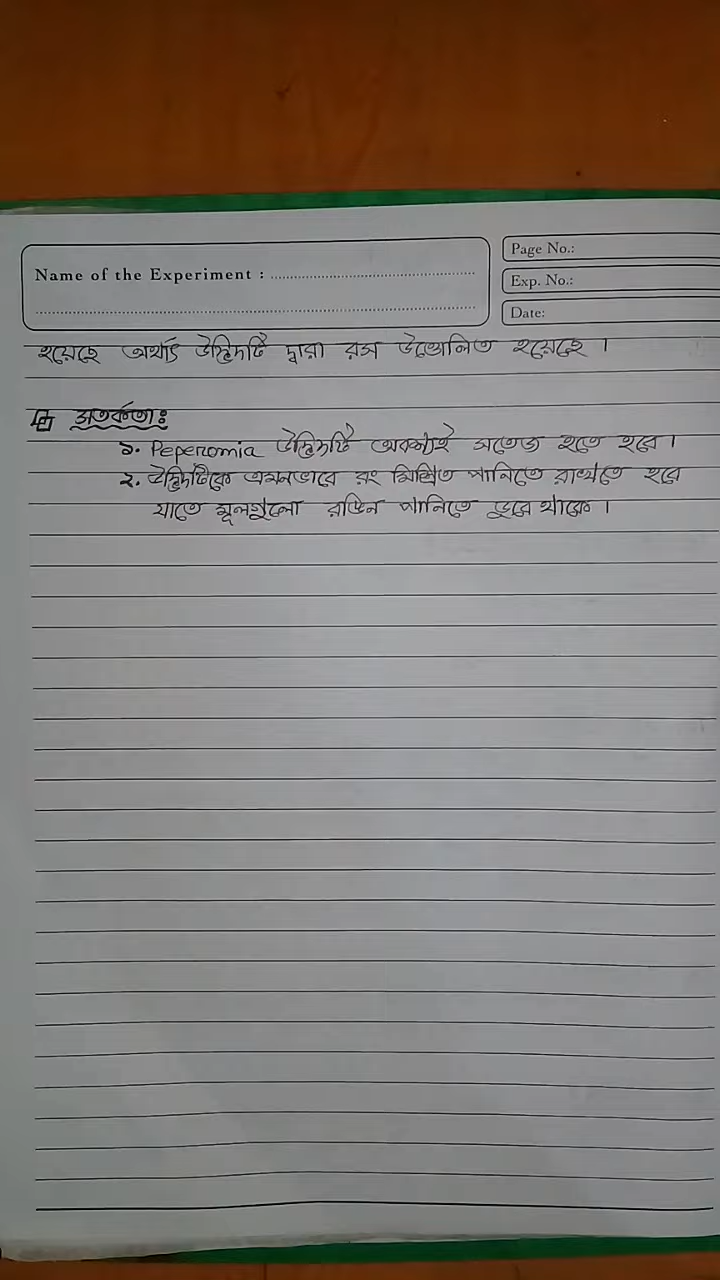 Name of the Experiment :
Page No.:
Exp. No.:
Date:
হয়েছে অর্থাৎ উদ্ভিদটি দ্বারা রস উত্তোলিত হয়েছে।
সতর্কতাঃ
১. Peperomia উদ্ভিদটি অবশ্যই সতেজ হতে হবে।
২. উদ্ভিদটিকে এমনভাবে রং মিশ্রিত পানিতে রাখতে হবে
যাতে মূলগুলো রঙিন পানিতে ডুবে থাকে।